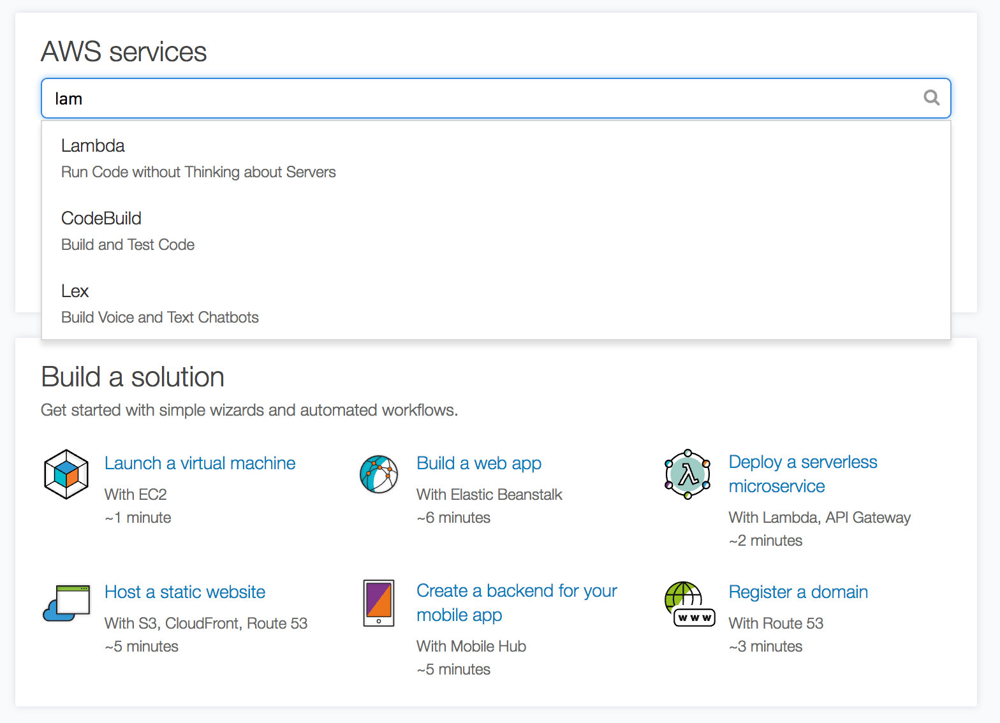 AWS services
lam
Lambda
Run Code without Thinking about Servers
CodeBuild
Build and Test Code
Lex
Build Voice and Text Chatbots
Build a solution
Get started with simple wizards and automated workflows.
Launch a virtual machine
With EC2
~1 minute
Build a web app
With Elastic Beanstalk
~6 minutes
Deploy a serverless
microservice
With Lambda, API Gateway
~2 minutes
Host a static website
With S3, CloudFront, Route 53
~5 minutes
Create a backend for your
mobile app
With Mobile Hub
~5 minutes
www
Register a domain
With Route 53
~3 minutes